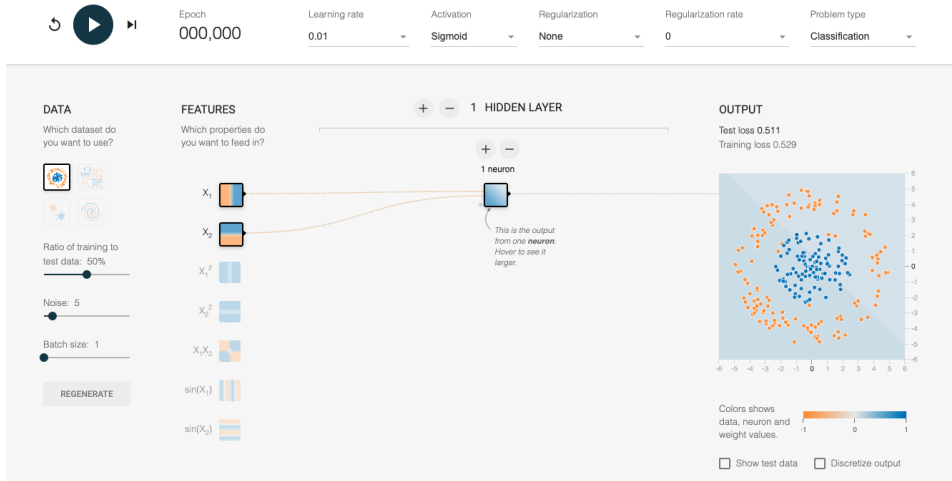 Epoch
000,000
Learning rate
0.01
Activation
Sigmoid
Regularization
None
Regularization rate
0
Problem type
Classification
DATA
Which dataset do
you want to use?
Ratio of training to
test data: 50%
Noise: 5
Batch size: 1
REGENERATE
FEATURES
Which properties do
you want to feed in?
X₁
X₂
X₁²
X₂²
X₁X₂
sin(X₁)
sin(X₂)
+ − 1 HIDDEN LAYER
+ −
1 neuron
This is the output
from one neuron.
Hover to see it
larger.
OUTPUT
Test loss 0.511
Training loss 0.529
6
5
4
3
2
1
0
-1
-2
-3
-4
-5
-6
-6 -5 -4 -3 -2 -1 0 1 2 3 4 5 6
Colors shows
data, neuron and
weight values.
-1 0 1
Show test data
Discretize output